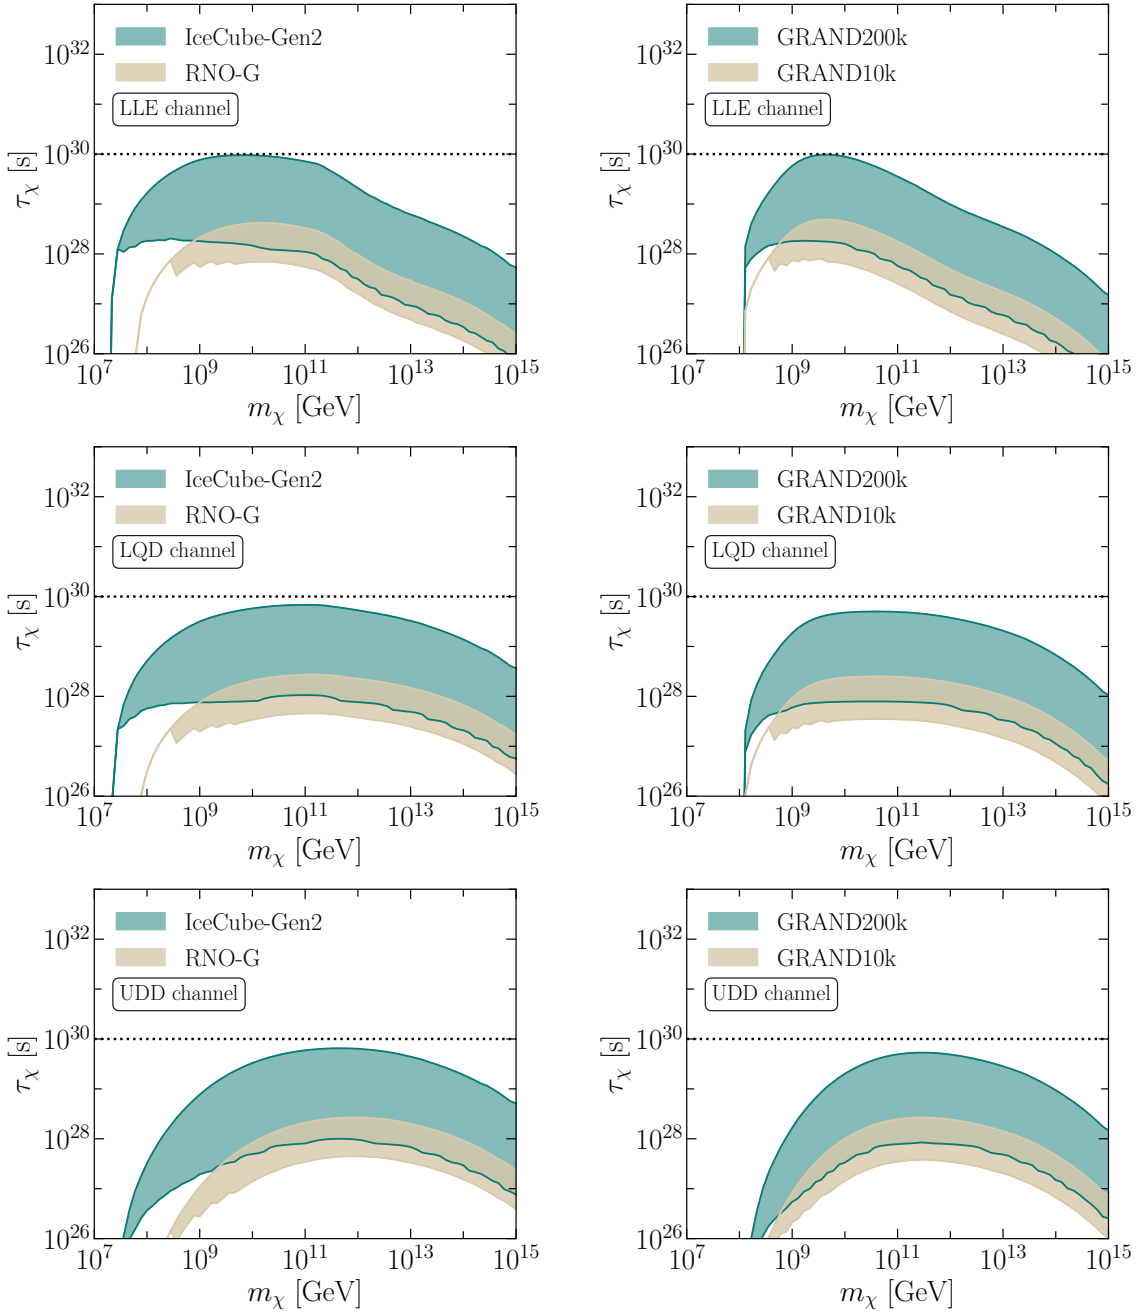 10^32
10^30
10^28
10^26
τ_χ [s]
IceCube-Gen2
RNO-G
LLE channel
10^7
10^9
10^11
10^13
10^15
m_χ [GeV]
10^32
10^30
10^28
10^26
τ_χ [s]
GRAND200k
GRAND10k
LLE channel
10^7
10^9
10^11
10^13
10^15
m_χ [GeV]
10^32
10^30
10^28
10^26
τ_χ [s]
IceCube-Gen2
RNO-G
LQD channel
10^7
10^9
10^11
10^13
10^15
m_χ [GeV]
10^32
10^30
10^28
10^26
τ_χ [s]
GRAND200k
GRAND10k
LQD channel
10^7
10^9
10^11
10^13
10^15
m_χ [GeV]
10^32
10^30
10^28
10^26
τ_χ [s]
IceCube-Gen2
RNO-G
UDD channel
10^7
10^9
10^11
10^13
10^15
m_χ [GeV]
10^32
10^30
10^28
10^26
τ_χ [s]
GRAND200k
GRAND10k
UDD channel
10^7
10^9
10^11
10^13
10^15
m_χ [GeV]